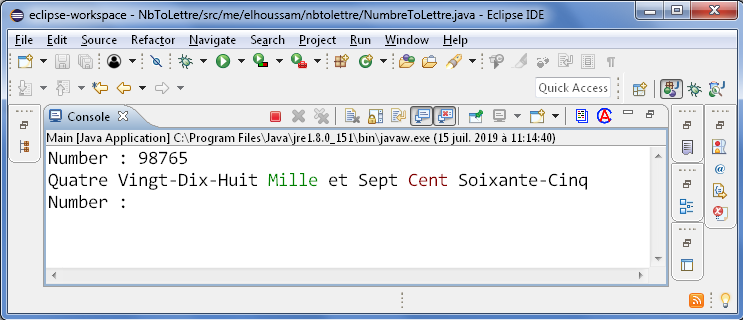 eclipse-workspace - NbToLettre/src/me/elhoussam/nbtolettre/NumbreToLettre.java - Eclipse IDE
File Edit Source Refactor Navigate Search Project Run Window Help
Quick Access
Console
Main [Java Application] C:\Program Files\Java\jre1.8.0_151\bin\javaw.exe (15 juil. 2019 à 11:14:40)
Number : 98765
Quatre Vingt-Dix-Huit Mille et Sept Cent Soixante-Cinq
Number :